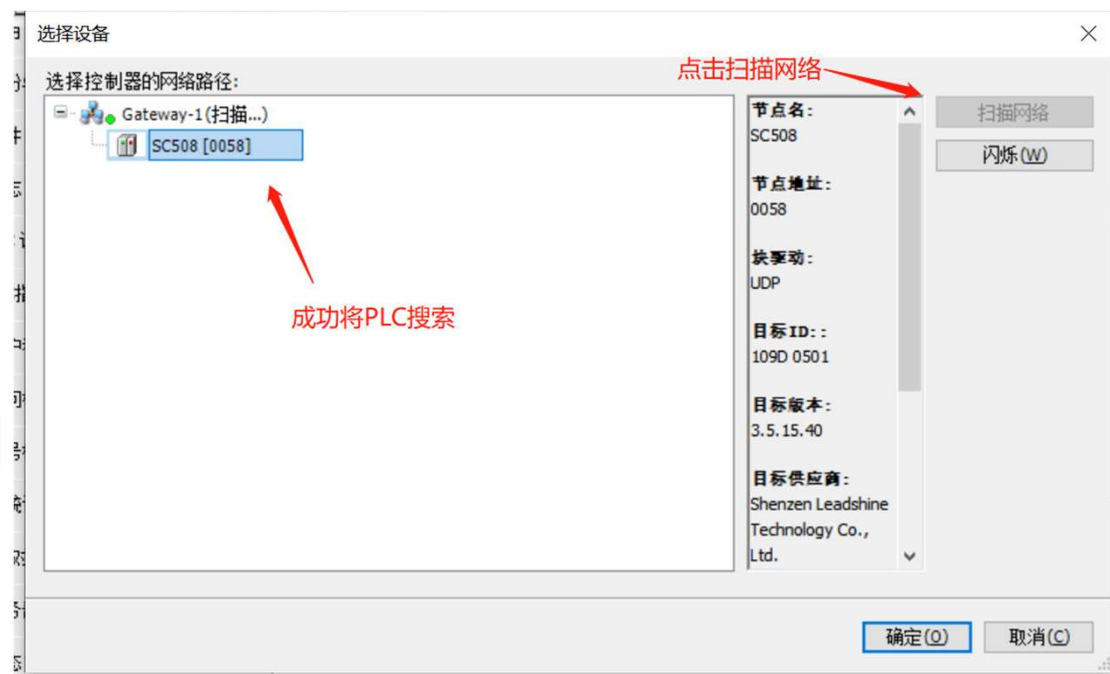 选择设备
选择控制器的网络路径:
点击扫描网络
Gateway-1(扫描...)
SC508 [0058]
成功将PLC搜索
节点名:
SC508
节点地址:
0058
块驱动:
UDP
目标ID::
109D 0501
目标版本:
3.5.15.40
目标供应商:
Shenzen Leadshine
Technology Co.,
Ltd.
扫描网络
闪烁(W)
确定(O)
取消(C)